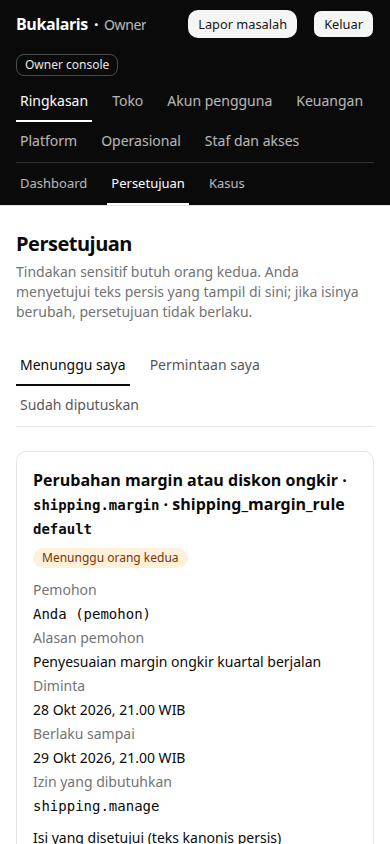 Bukalaris · Owner
Lapor masalah
Keluar
Owner console
Ringkasan Toko Akun pengguna Keuangan
Platform Operasional Staf dan akses
Dashboard Persetujuan Kasus
Persetujuan
Tindakan sensitif butuh orang kedua. Anda
menyetujui teks persis yang tampil di sini; jika isinya
berubah, persetujuan tidak berlaku.
Menunggu saya Permintaan saya
Sudah diputuskan
Perubahan margin atau diskon ongkir ·
shipping.margin · shipping_margin_rule
default
Menunggu orang kedua
Pemohon
Anda (pemohon)
Alasan pemohon
Penyesuaian margin ongkir kuartal berjalan
Diminta
28 Okt 2026, 21.00 WIB
Berlaku sampai
29 Okt 2026, 21.00 WIB
Izin yang dibutuhkan
shipping.manage
Isi yang disetujui (teks kanonis persis)